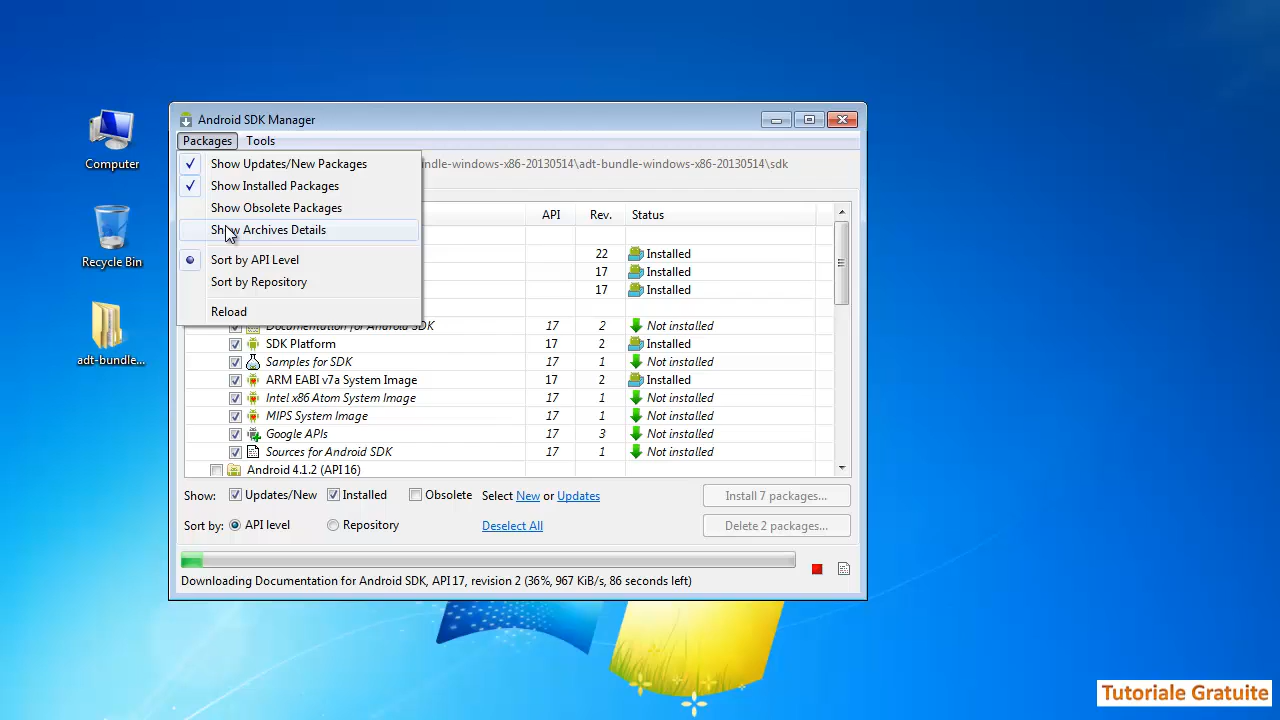 Computer
Recycle Bin
adt-bundle...
Android SDK Manager
Packages Tools
Show Updates/New Packages
Show Installed Packages
Show Obsolete Packages
Show Archives Details
Sort by API Level
Sort by Repository
Reload
ndle-windows-x86-20130514\adt-bundle-windows-x86-20130514\sdk
API Rev. Status
22 Installed
17 Installed
17 Installed
Documentation for Android SDK 17 2 Not installed
SDK Platform 17 2 Installed
Samples for SDK 17 1 Not installed
ARM EABI v7a System Image 17 2 Installed
Intel x86 Atom System Image 17 1 Not installed
MIPS System Image 17 1 Not installed
Google APIs 17 3 Not installed
Sources for Android SDK 17 1 Not installed
Android 4.1.2 (API 16)
Show: Updates/New Installed Obsolete Select New or Updates Install 7 packages...
Sort by: API level Repository Deselect All Delete 2 packages...
Downloading Documentation for Android SDK, API 17, revision 2 (36%, 967 KiB/s, 86 seconds left)
Tutoriale Gratuite